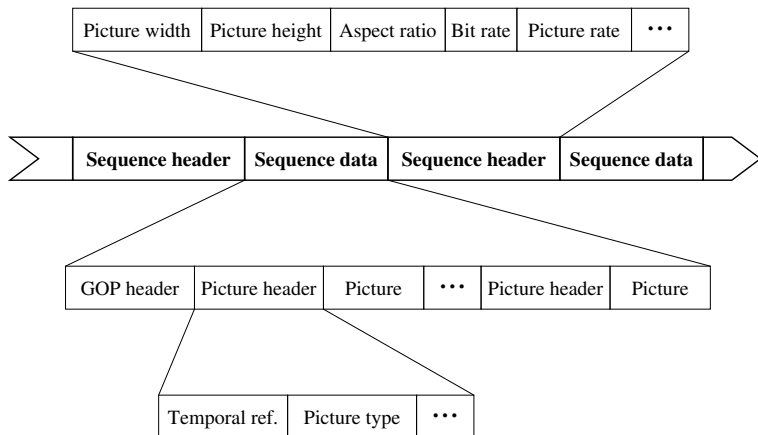 Picture width Picture height Aspect ratio Bit rate Picture rate ...
Sequence header Sequence data Sequence header Sequence data
GOP header Picture header Picture ... Picture header Picture
Temporal ref. Picture type ...